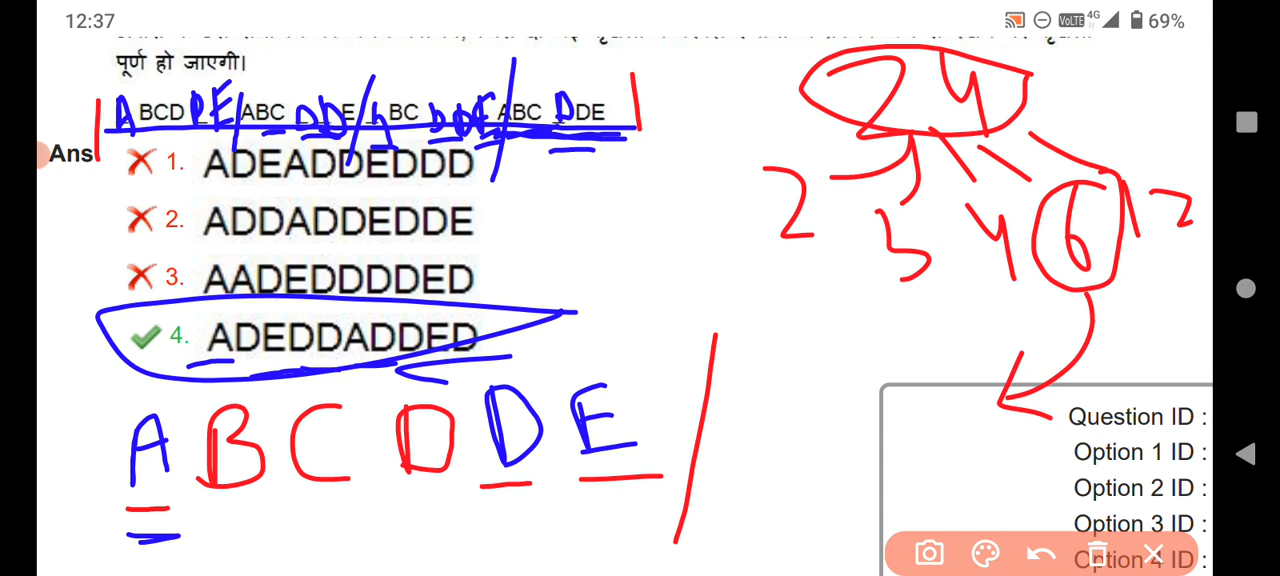 12:37 VoLTE 4G 69%
पूर्ण हो जाएगी।
A BCD D E / ABC D D E / A BC D D E / ABC D DE
Ans 1. ADEADDEDDD
2. ADDADDEDDE
3. AADEDDDDED
4. ADEDDADDED
A B C D D E
24
2 3 4 6 12
Question ID :
Option 1 ID :
Option 2 ID :
Option 3 ID :
Option 4 ID :